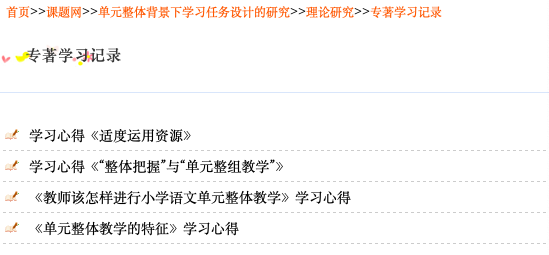 首页>>课题网>>单元整体背景下学习任务设计的研究>>理论研究>>专著学习记录
专著学习记录
学习心得《适度运用资源》
学习心得《“整体把握”与“单元整组教学”》
《教师该怎样进行小学语文单元整体教学》学习心得
《单元整体教学的特征》学习心得